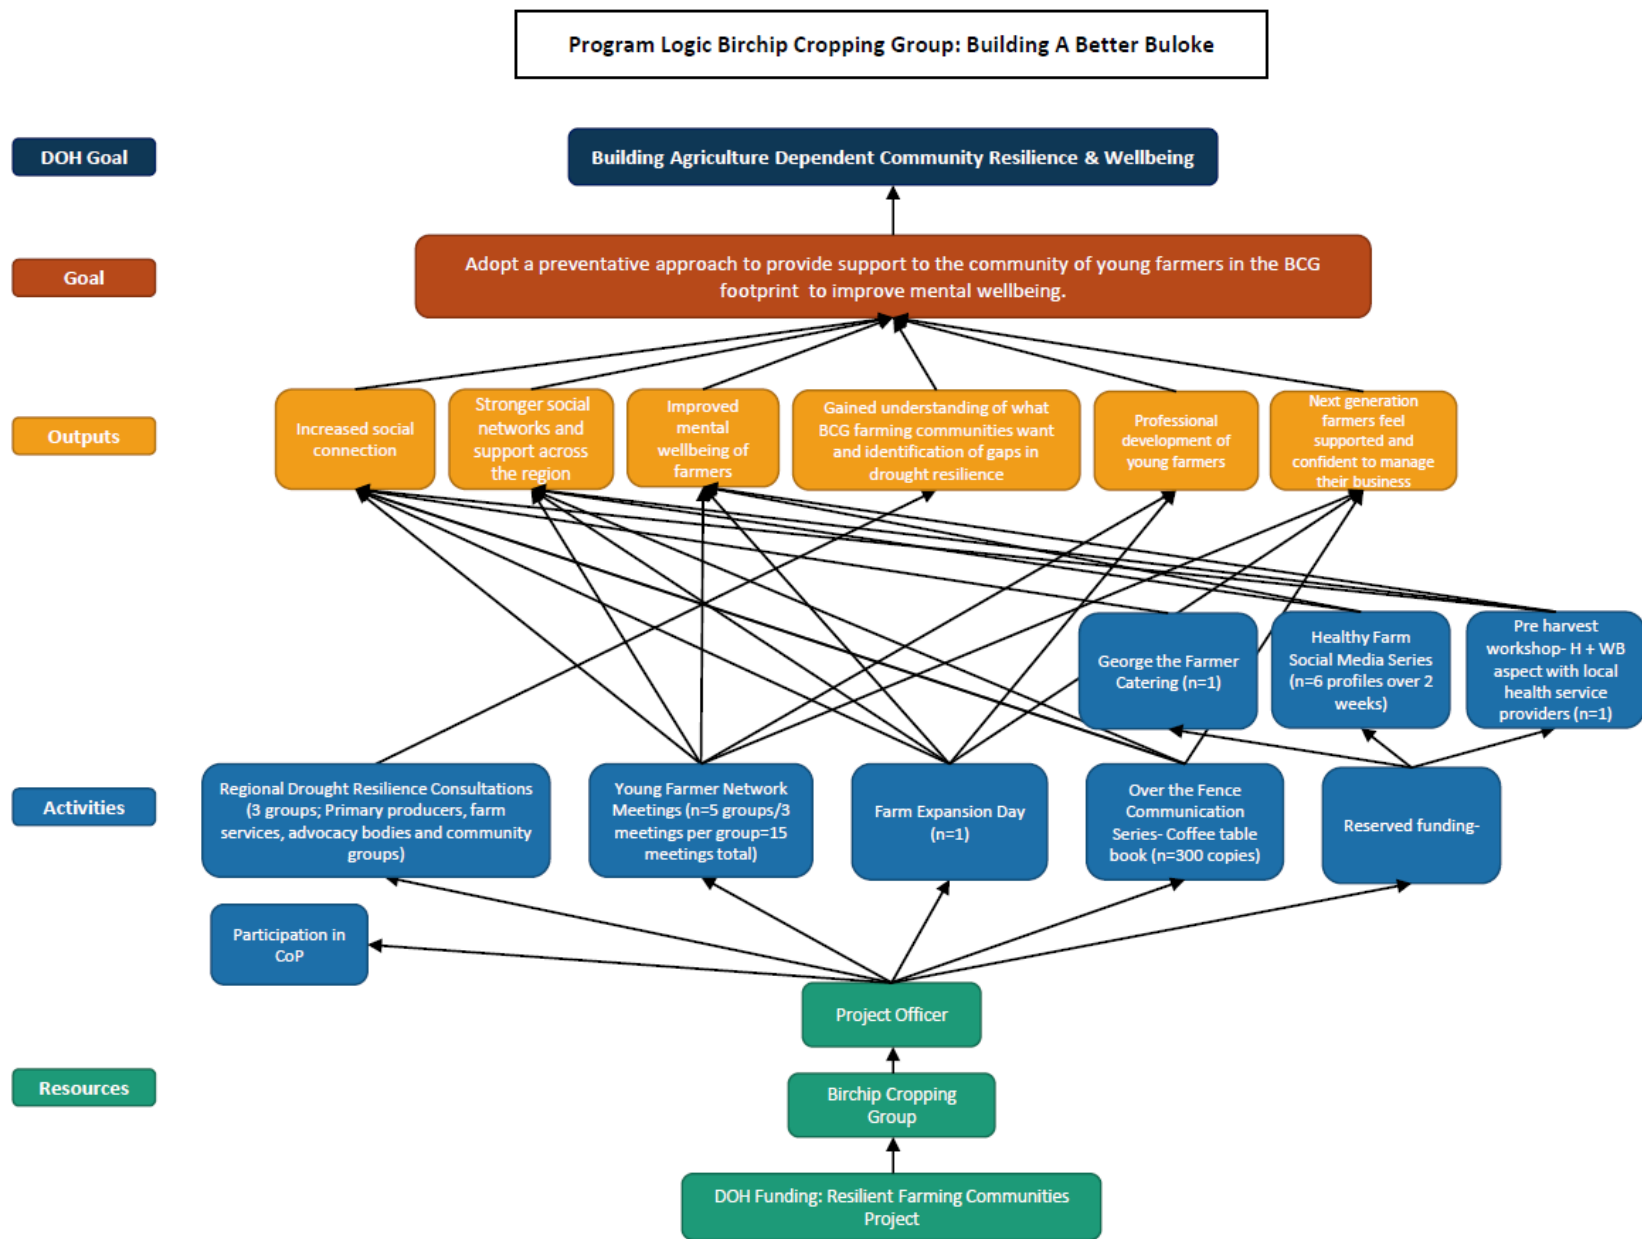 Program Logic Birchip Cropping Group: Building A Better Buloke
DOH Goal
Building Agriculture Dependent Community Resilience & Wellbeing
Goal
Adopt a preventative approach to provide support to the community of young farmers in the BCG
footprint to improve mental wellbeing.
Outputs
Increased social
connection
Stronger social
networks and
support across
the region
Improved
mental
wellbeing of
farmers
Gained understanding of what
BCG farming communities want
and identification of gaps in
drought resilience
Professional
development of
young farmers
Next generation
farmers feel
supported and
confident to manage
their business
George the Farmer
Catering (n=1)
Healthy Farm
Social Media Series
(n=6 profiles over 2
weeks)
Pre harvest
workshop- H + WB
aspect with local
health service
providers (n=1)
Activities
Regional Drought Resilience Consultations
(3 groups; Primary producers, farm
services, advocacy bodies and community
groups)
Young Farmer Network
Meetings (n=5 groups/3
meetings per group=15
meetings total)
Farm Expansion Day
(n=1)
Over the Fence
Communication
Series- Coffee table
book (n=300 copies)
Reserved funding-
Participation in
CoP
Project Officer
Resources
Birchip Cropping
Group
DOH Funding: Resilient Farming Communities
Project